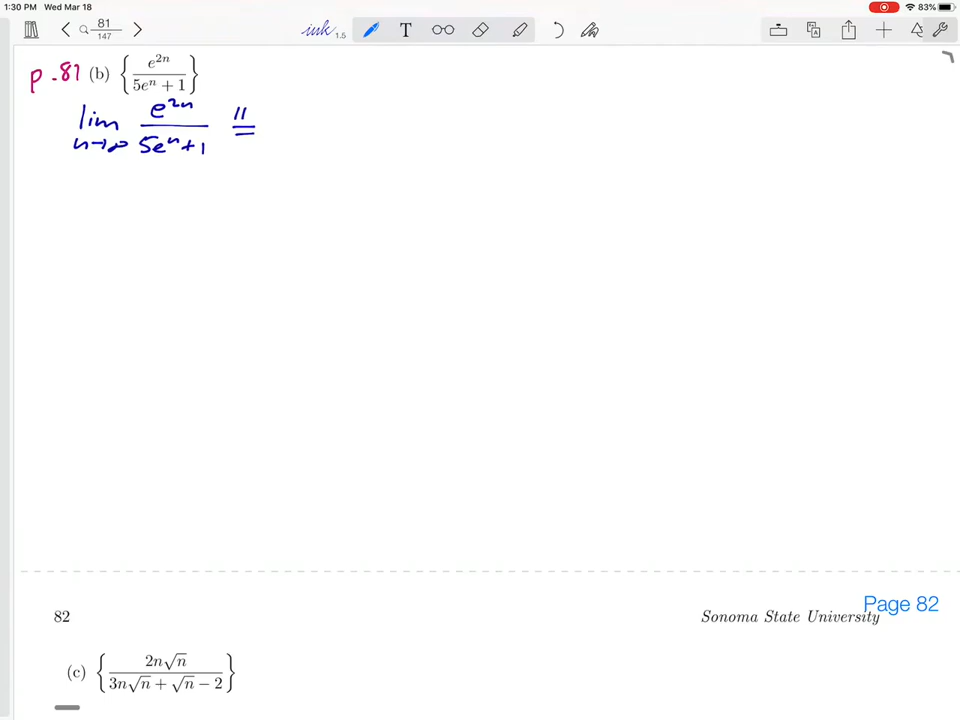 1:30 PM Wed Mar 18 83%
81
147
ink 1.5 T
p.81 (b) { e^{2n} / (5e^n + 1) }
lim n→∞ e^{2n} / (5e^n + 1) "=
Page 82
82 Sonoma State University
(c) { 2n√n / (3n√n + √n − 2) }